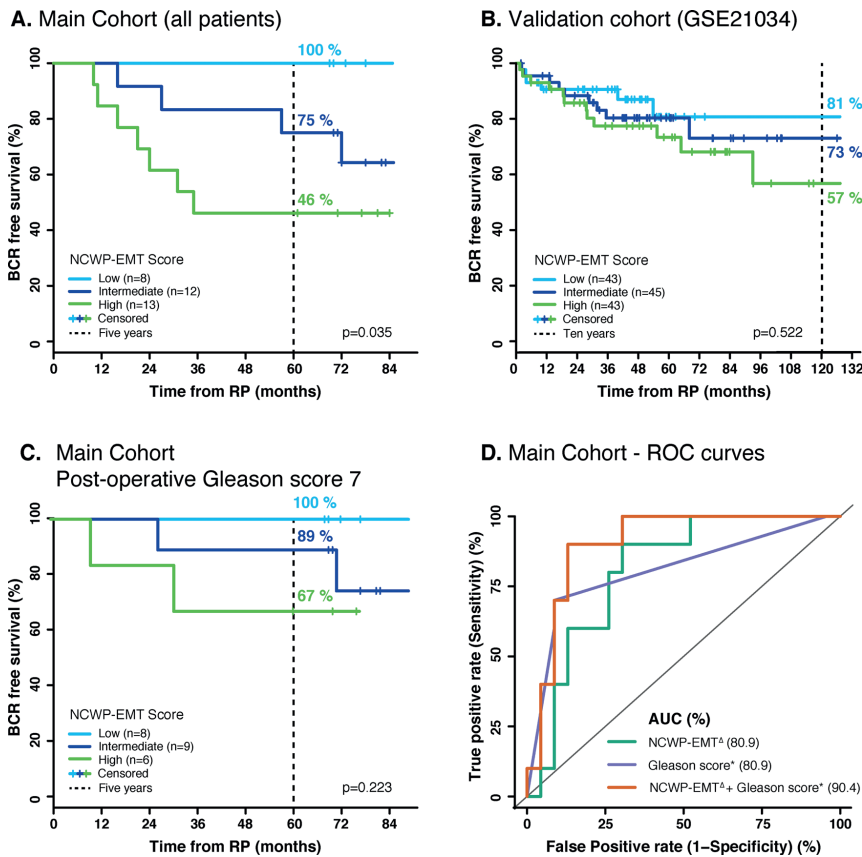 A. Main Cohort (all patients)
100 %
75 %
46 %
BCR free survival (%)
100
80
60
40
20
0
NCWP-EMT Score
Low (n=8)
Intermediate (n=12)
High (n=13)
Censored
Five years
p=0.035
0 12 24 36 48 60 72 84
Time from RP (months)
B. Validation cohort (GSE21034)
81 %
73 %
57 %
BCR free survival (%)
100
80
60
40
20
0
NCWP-EMT Score
Low (n=43)
Intermediate (n=45)
High (n=43)
Censored
Ten years
p=0.522
0 12 24 36 48 60 72 84 96 108 120 132
Time from RP (months)
C. Main Cohort
Post-operative Gleason score 7
100 %
89 %
67 %
BCR free survival (%)
100
80
60
40
20
0
NCWP-EMT Score
Low (n=8)
Intermediate (n=9)
High (n=6)
Censored
Five years
p=0.223
0 12 24 36 48 60 72 84
Time from RP (months)
D. Main Cohort - ROC curves
True positive rate (Sensitivity) (%)
100
75
50
25
0
AUC (%)
NCWP-EMTᐞ (80.9)
Gleason score* (80.9)
NCWP-EMTᐞ + Gleason score* (90.4)
0 25 50 75 100
False Positive rate (1−Specificity) (%)